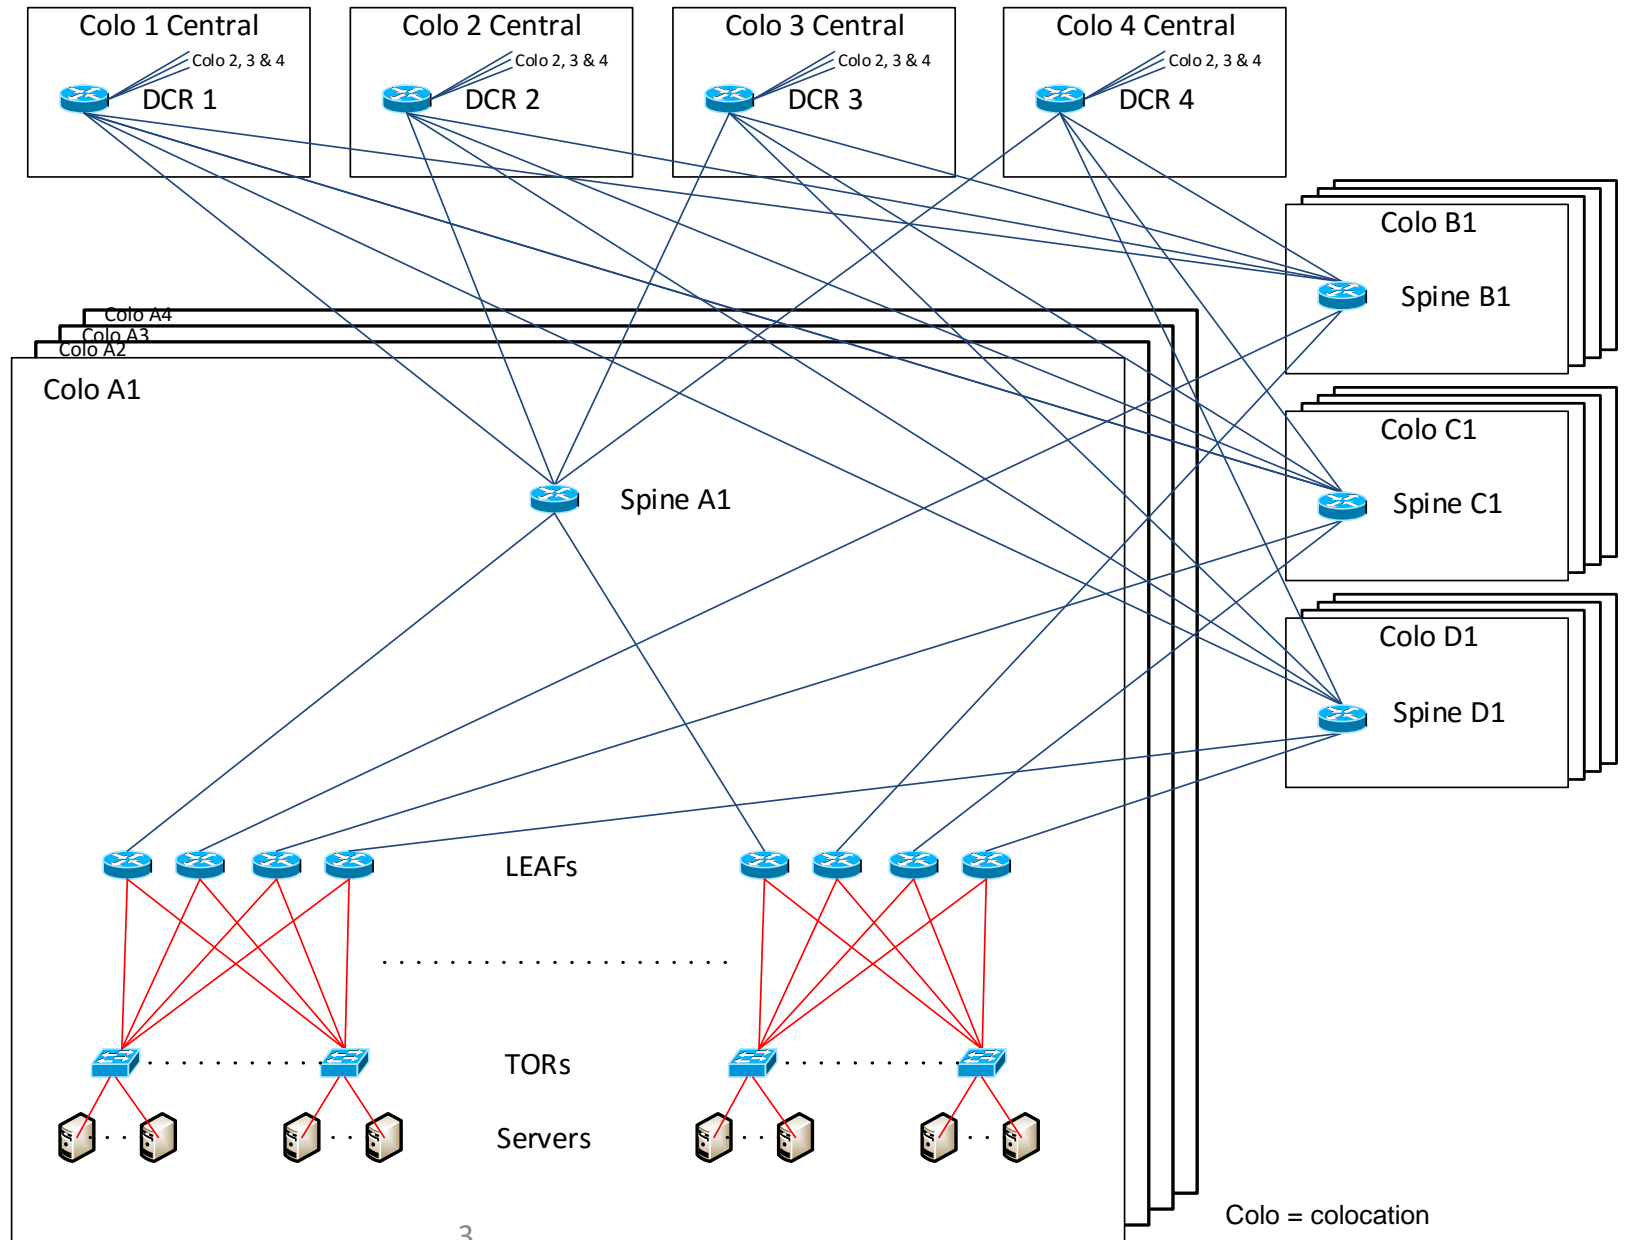 Colo 1 Central
Colo 2, 3 & 4
DCR 1
Colo 2 Central
Colo 2, 3 & 4
DCR 2
Colo 3 Central
Colo 2, 3 & 4
DCR 3
Colo 4 Central
Colo 2, 3 & 4
DCR 4
Colo B1
Spine B1
Colo A4
Colo A3
Colo A2
Colo A1
Colo C1
Spine A1
Spine C1
Colo D1
Spine D1
LEAFs
TORs
Servers
Colo = colocation
3